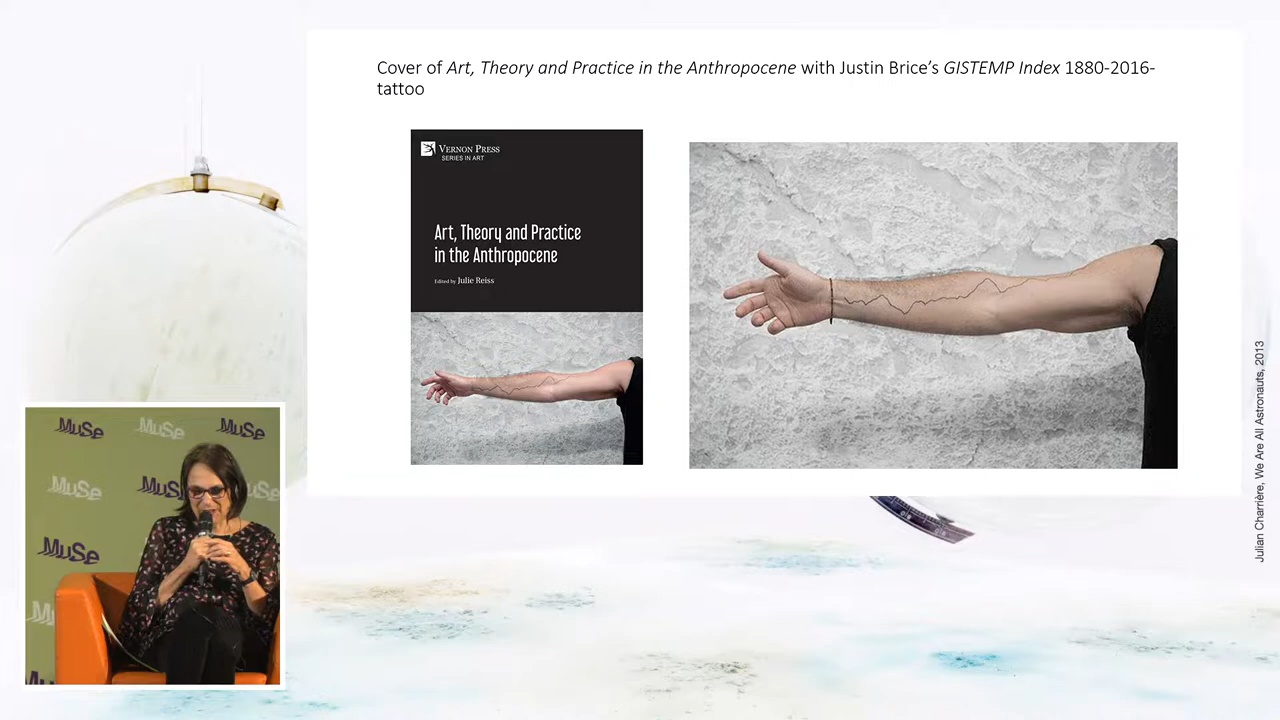 Cover of Art, Theory and Practice in the Anthropocene with Justin Brice’s GISTEMP Index 1880-2016-
tattoo
VERNON PRESS
SERIES IN ART
Art, Theory and Practice
in the Anthropocene
Edited by Julie Reiss
Julian Charrière, We Are All Astronauts, 2013
MuSe MuSe MuSe
MuSe MuSe
MuSe